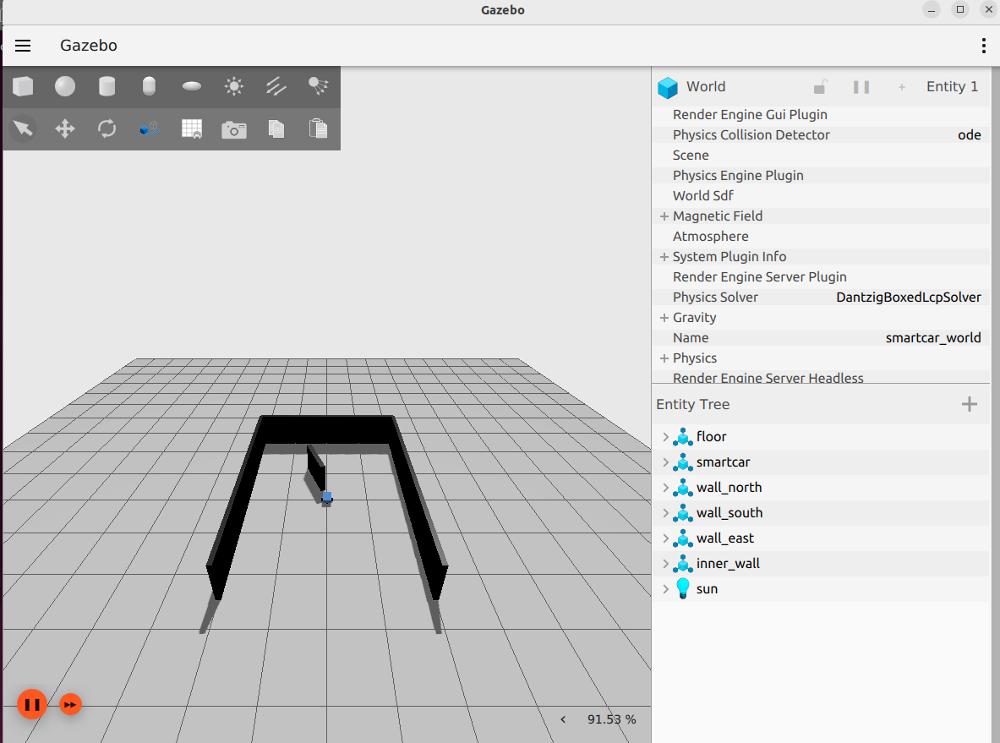 Gazebo
Gazebo
World
Entity 1
Render Engine Gui Plugin
Physics Collision Detector ode
Scene
Physics Engine Plugin
World Sdf
Magnetic Field
Atmosphere
System Plugin Info
Render Engine Server Plugin
Physics Solver DantzigBoxedLcpSolver
Gravity
Name smartcar_world
Physics
Render Engine Server Headless
Entity Tree
floor
smartcar
wall_north
wall_south
wall_east
inner_wall
sun
91.53 %